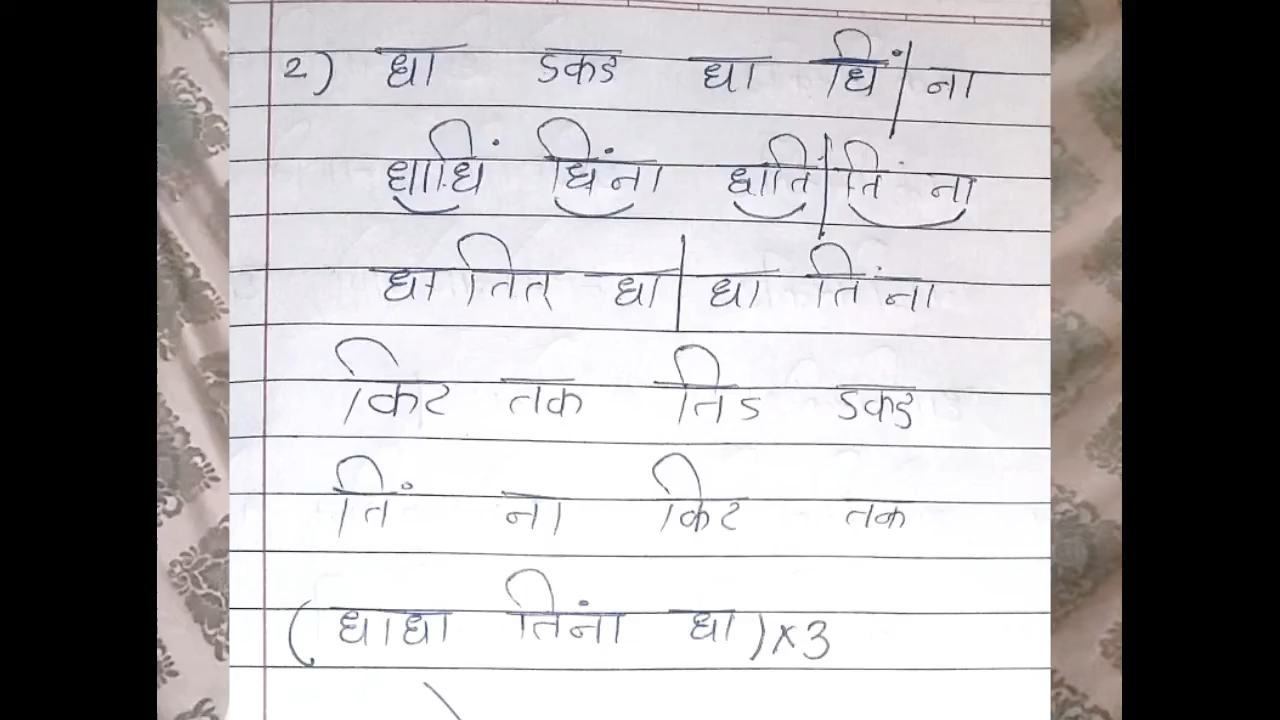 2) धा ऽकड धा धिं | ना
धाधिं धिंना धाति | तिं ना
धा तित् धा | धा तिं ना
किट तक तिऽ ऽकड
तिं ना किट तक
(धाधा तिंना धा) x 3